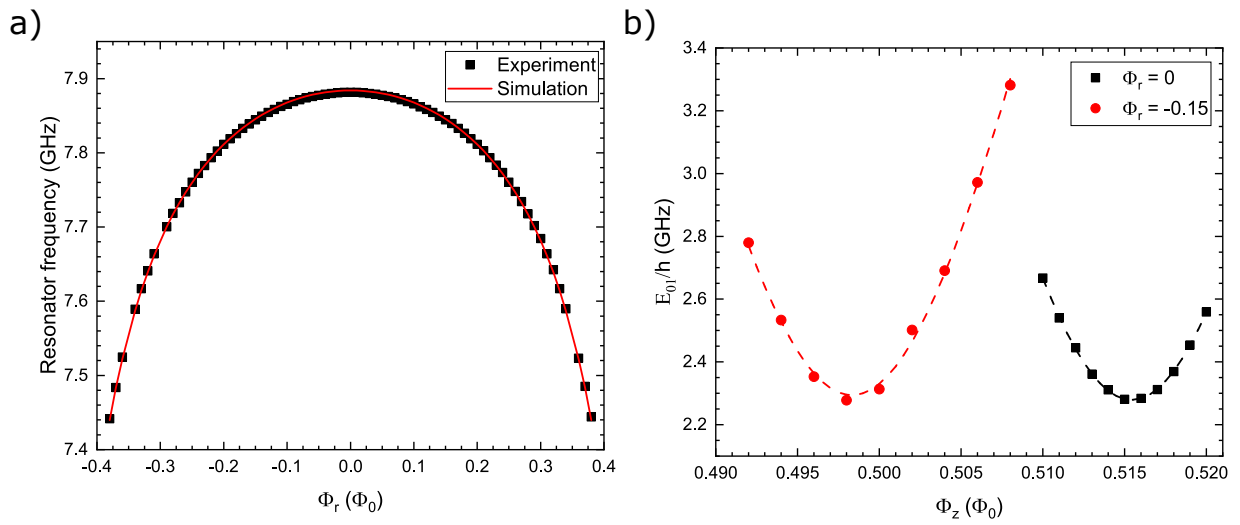 a)
Resonator frequency (GHz)
7.9
7.8
7.7
7.6
7.5
7.4
-0.4 -0.3 -0.2 -0.1 0.0 0.1 0.2 0.3 0.4
Φr (Φ0)
Experiment
Simulation
b)
E01/h (GHz)
3.4
3.2
3.0
2.8
2.6
2.4
2.2
0.490 0.495 0.500 0.505 0.510 0.515 0.520
Φz (Φ0)
Φr = 0
Φr = -0.15